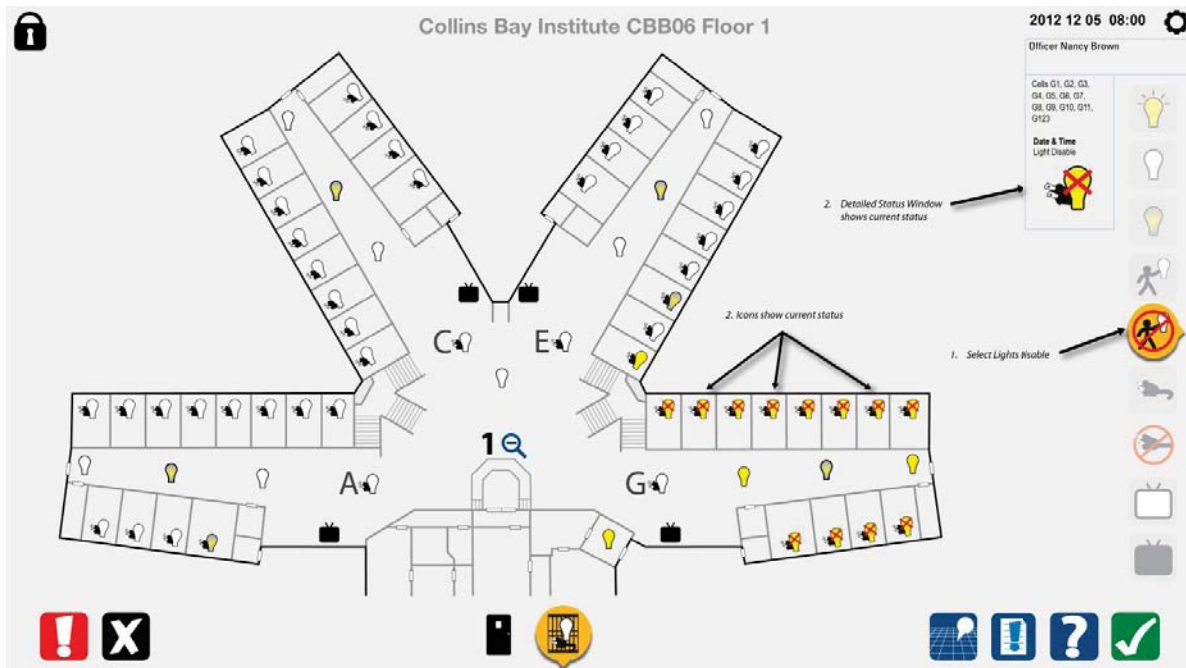 Collins Bay Institute CBB06 Floor 1
2012 12 05 08:00
Officer Nancy Brown
Cells G1, G2, G3,
G4, G5, G6, G7,
G8, G9, G10, G11,
G123
Date & Time
Light Disable
2. Detailed Status Window
shows current status
2. Icons show current status
1. Select Lights Disable
C
E
1
A
G
! X
?